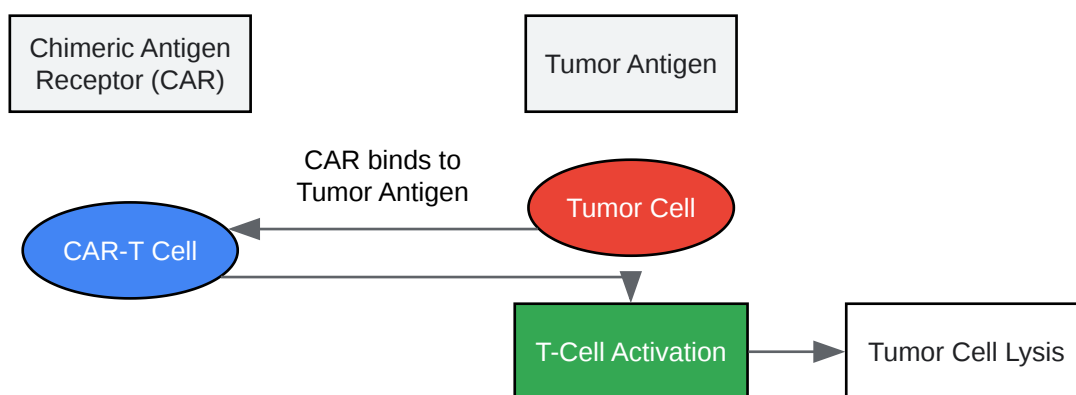 Chimeric Antigen
Receptor (CAR)
Tumor Antigen
CAR binds to
Tumor Antigen
Tumor Cell
CAR-T Cell
T-Cell Activation
Tumor Cell Lysis